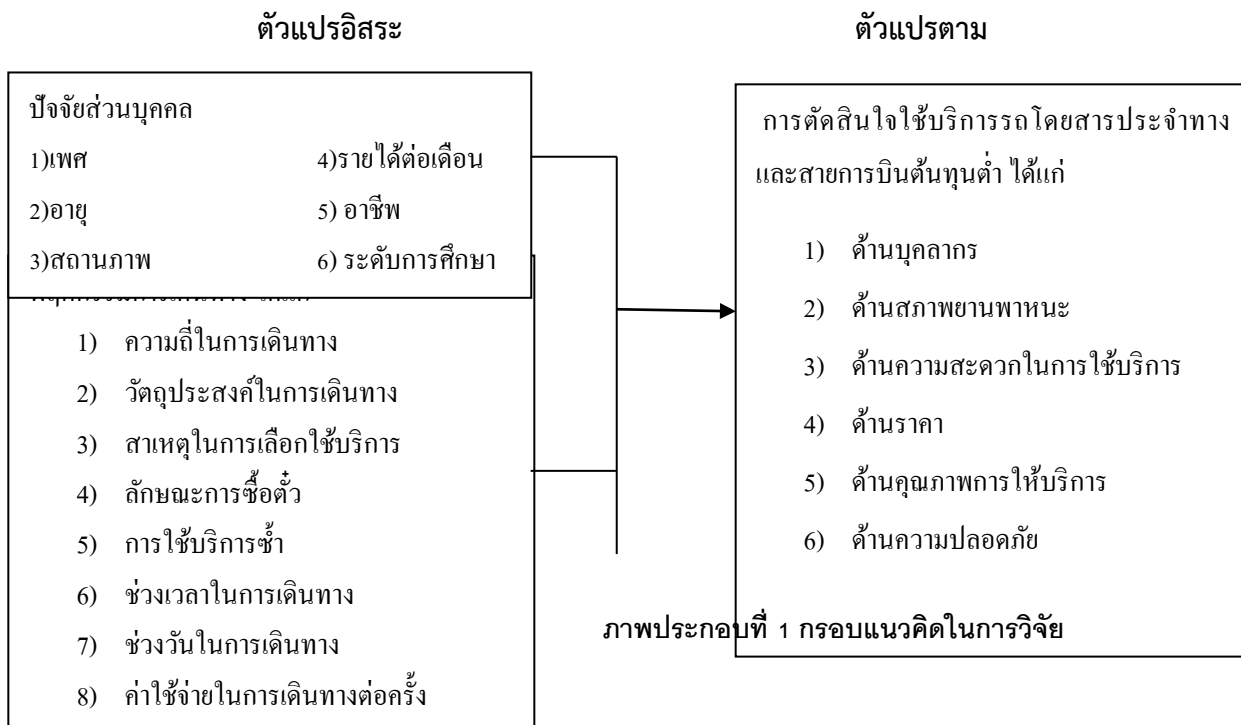 ตัวแปรอิสระ
ตัวแปรตาม
ปัจจัยส่วนบุคคล
1)เพศ
4)รายได้ต่อเดือน
2)อายุ
5) อาชีพ
3)สถานภาพ
6) ระดับการศึกษา
1) ความถี่ในการเดินทาง
2) วัตถุประสงค์ในการเดินทาง
3) สาเหตุในการเลือกใช้บริการ
4) ลักษณะการซื้อตั๋ว
5) การใช้บริการซ้ำ
6) ช่วงเวลาในการเดินทาง
7) ช่วงวันในการเดินทาง
8) ค่าใช้จ่ายในการเดินทางต่อครั้ง
การตัดสินใจใช้บริการรถโดยสารประจำทาง
และสายการบินต้นทุนต่ำ ได้แก่
1) ด้านบุคลากร
2) ด้านสภาพยานพาหนะ
3) ด้านความสะดวกในการใช้บริการ
4) ด้านราคา
5) ด้านคุณภาพการให้บริการ
6) ด้านความปลอดภัย
ภาพประกอบที่ 1 กรอบแนวคิดในการวิจัย